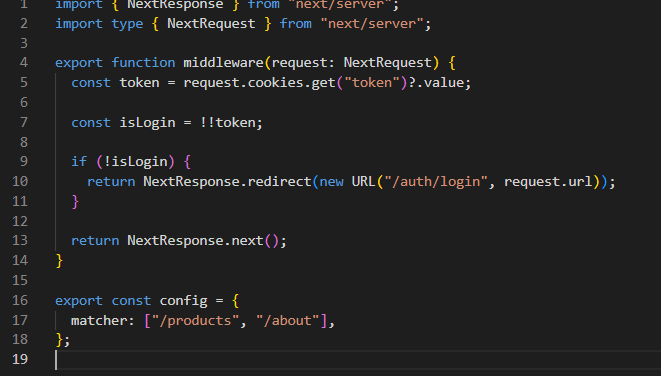 1 import { NextResponse } from "next/server";
2 import type { NextRequest } from "next/server";
3
4 export function middleware(request: NextRequest) {
5   const token = request.cookies.get("token")?.value;
6
7   const isLogin = !!token;
8
9   if (!isLogin) {
10     return NextResponse.redirect(new URL("/auth/login", request.url));
11   }
12
13   return NextResponse.next();
14 }
15
16 export const config = {
17   matcher: ["/products", "/about"],
18 };
19